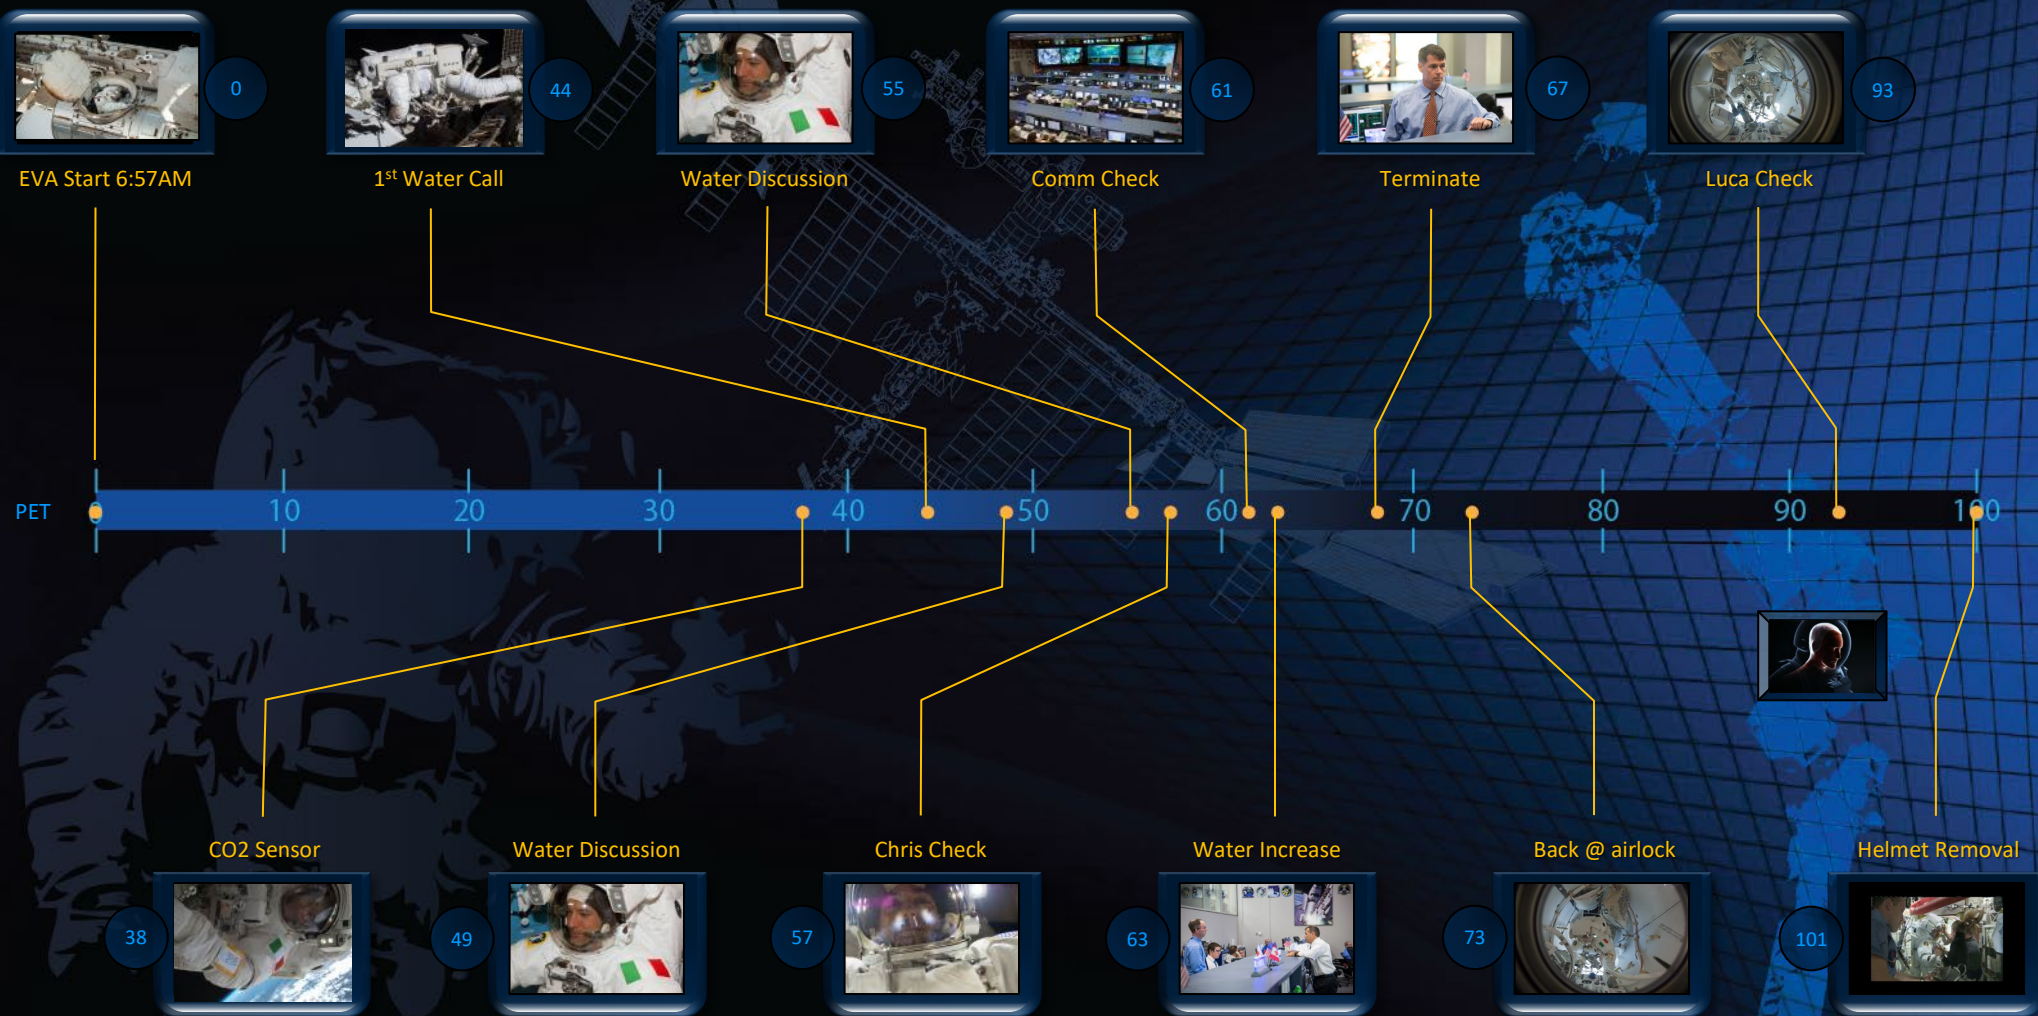 0
44
55
61
67
93
EVA Start 6:57AM
1st Water Call
Water Discussion
Comm Check
Terminate
Luca Check
PET
0 10 20 30 40 50 60 70 80 90 100
CO2 Sensor
Water Discussion
Chris Check
Water Increase
Back @ airlock
Helmet Removal
38
49
57
63
73
101